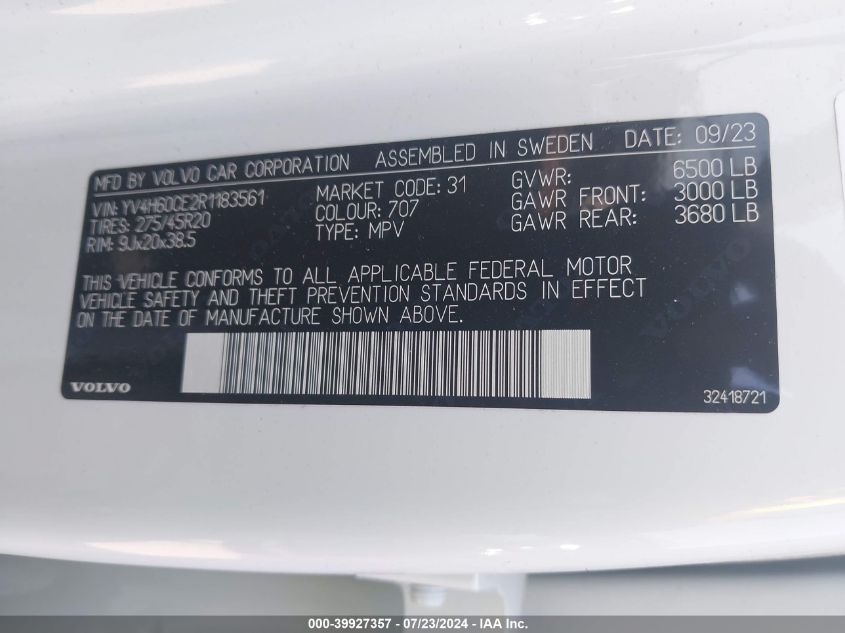 MFD BY VOLVO CAR CORPORATION ASSEMBLED IN SWEDEN DATE: 09/23
VIN: YV4H60CE2R1183561 MARKET CODE: 31 GVWR: 6500 LB
TIRES: 275/45R20 COLOUR: 707 GAWR FRONT: 3000 LB
RIM: 9Jx20x38.5 TYPE: MPV GAWR REAR: 3680 LB
THIS VEHICLE CONFORMS TO ALL APPLICABLE FEDERAL MOTOR
VEHICLE SAFETY AND THEFT PREVENTION STANDARDS IN EFFECT
ON THE DATE OF MANUFACTURE SHOWN ABOVE.
VOLVO 32418721
000-39927357 / 07/23/2024 - IAA Inc.